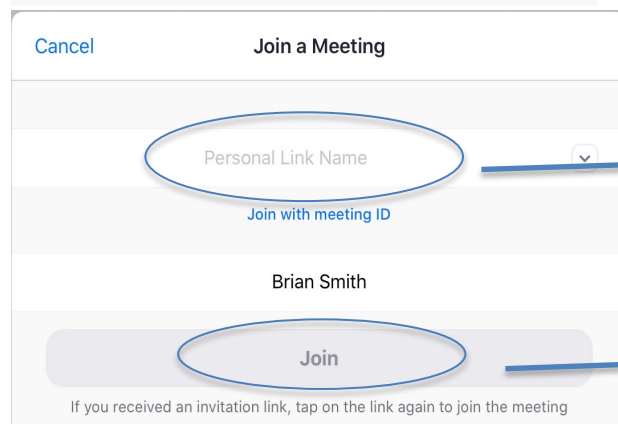 Cancel Join a Meeting
Personal Link Name
Join with meeting ID
Brian Smith
Join
If you received an invitation link, tap on the link again to join the meeting